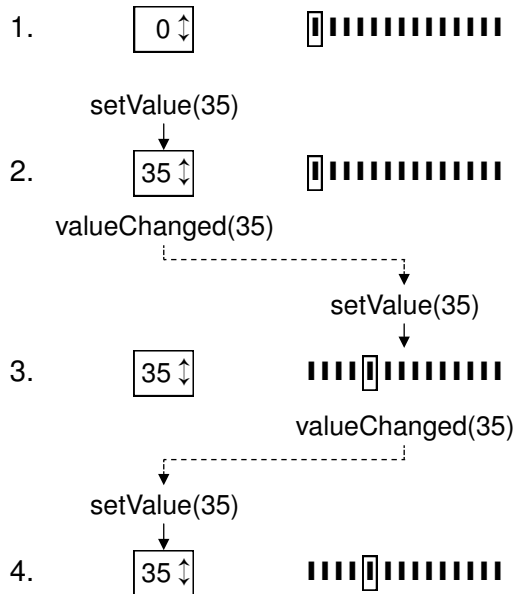 1. 0
setValue(35)
2. 35
valueChanged(35)
setValue(35)
3. 35
valueChanged(35)
setValue(35)
4. 35